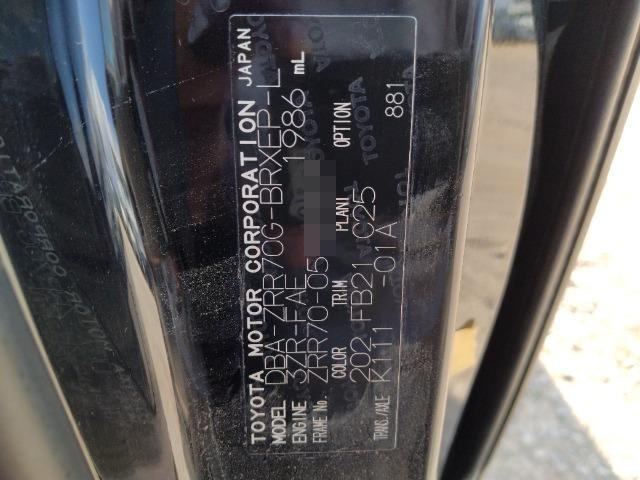 TOYOTA MOTOR CORPORATION JAPAN
MODEL DBA-ZRR70G-BRXEP-L
ENGINE 3ZR-FAE 1986 mL
FRAME No. ZRR70-05
COLOR TRIM PLANT OPTION
202 FB21 C25 881
TRANS./AXLE K111 -01A